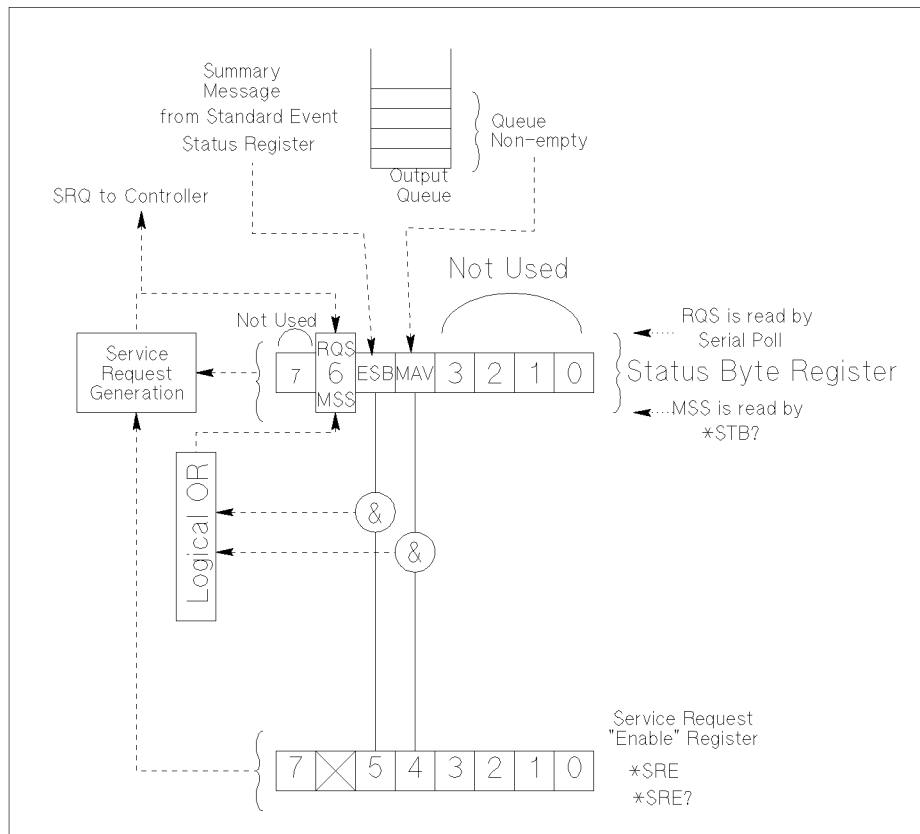 Summary
Message
from Standard Event
Status Register
Queue
Non-empty
Output
Queue
SRQ to Controller
Not Used
Not Used
RQS is read by
Serial Poll
Service
Request
Generation
RQS
7 6 ESB MAV 3 2 1 0
MSS
Status Byte Register
MSS is read by
*STB?
Logical OR
&
&
Service Request
"Enable" Register
7 5 4 3 2 1 0
*SRE
*SRE?